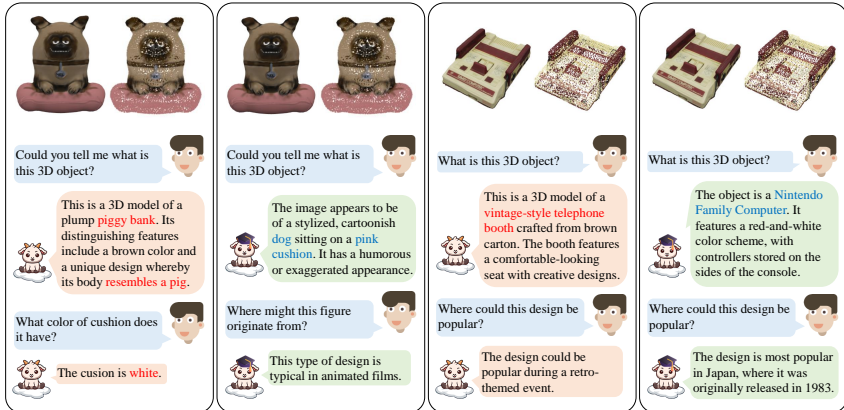 Could you tell me what is
this 3D object?
This is a 3D model of a
plump piggy bank. Its
distinguishing features
include a brown color and
a unique design whereby
its body resembles a pig.
What color of cushion does
it have?
The cusion is white.
Could you tell me what is
this 3D object?
The image appears to be
of a stylized, cartoonish
dog sitting on a pink
cushion. It has a humorous
or exaggerated appearance.
Where might this figure
originate from?
This type of design is
typical in animated films.
What is this 3D object?
This is a 3D model of a
vintage-style telephone
booth crafted from brown
carton. The booth features
a comfortable-looking
seat with creative designs.
Where could this design be
popular?
The design could be
popular during a retro-
themed event.
What is this 3D object?
The object is a Nintendo
Family Computer. It
features a red-and-white
color scheme, with
controllers stored on the
sides of the console.
Where could this design be
popular?
The design is most popular
in Japan, where it was
originally released in 1983.